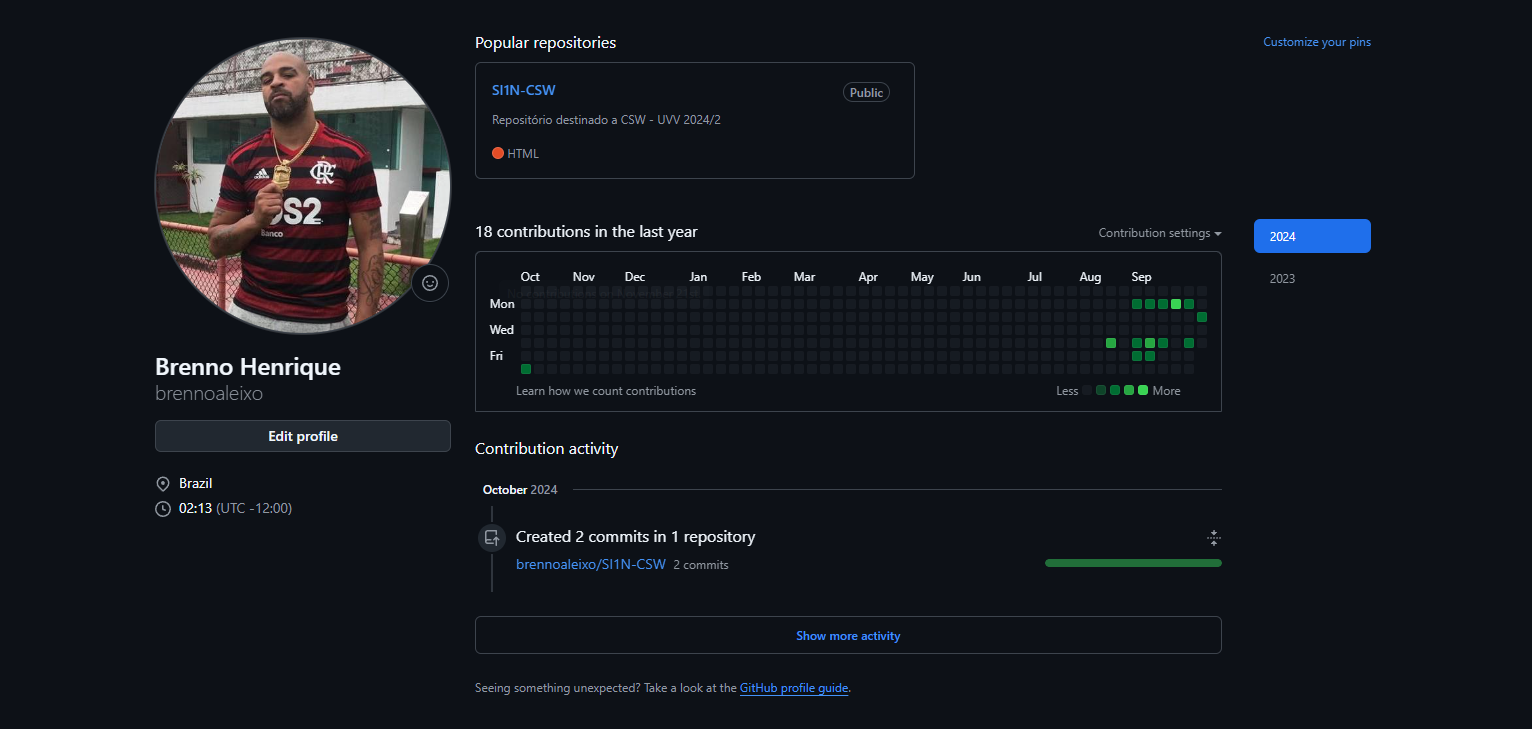 Popular repositories
Customize your pins
SI1N-CSW
Public
Repositório destinado a CSW - UVV 2024/2
HTML
BS2
Banco
18 contributions in the last year
Contribution settings
2024
2023
Oct Nov Dec Jan Feb Mar Apr May Jun Jul Aug Sep
Mon
Wed
Fri
Learn how we count contributions
Less
More
Brenno Henrique
brennoaleixo
Edit profile
Brazil
02:13 (UTC -12:00)
Contribution activity
October 2024
Created 2 commits in 1 repository
brennoaleixo/SI1N-CSW 2 commits
Show more activity
Seeing something unexpected? Take a look at the GitHub profile guide.